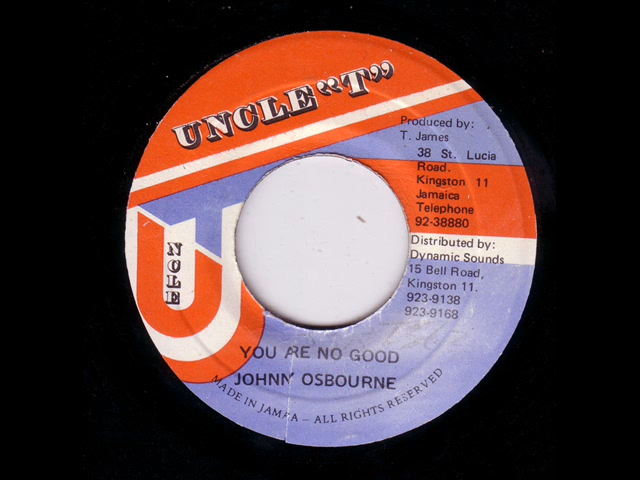 UNCLE "T"
Produced by:
T. James
38 St. Lucia
Road.
Kingston 11
Jamaica
Telephone
92-38880
Distributed by:
Dynamic Sounds
15 Bell Road,
Kingston 11.
923-9138
923-9168
UT
NCLE
YOU ARE NO GOOD
JOHNNY OSBOURNE
MADE IN JAMAICA – ALL RIGHTS RESERVED